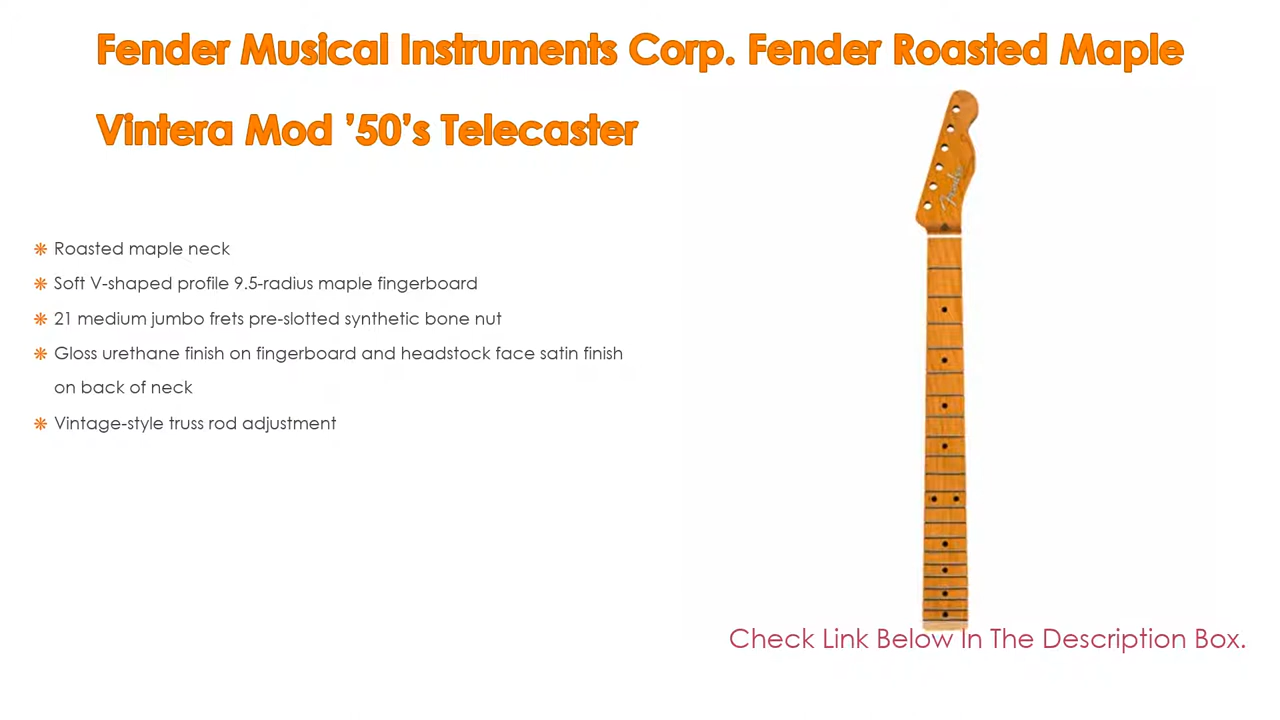 Fender Musical Instruments Corp. Fender Roasted Maple
Vintera Mod ’50’s Telecaster
Roasted maple neck
Soft V-shaped profile 9.5-radius maple fingerboard
21 medium jumbo frets pre-slotted synthetic bone nut
Gloss urethane finish on fingerboard and headstock face satin finish
on back of neck
Vintage-style truss rod adjustment
Fender
Check Link Below In The Description Box.